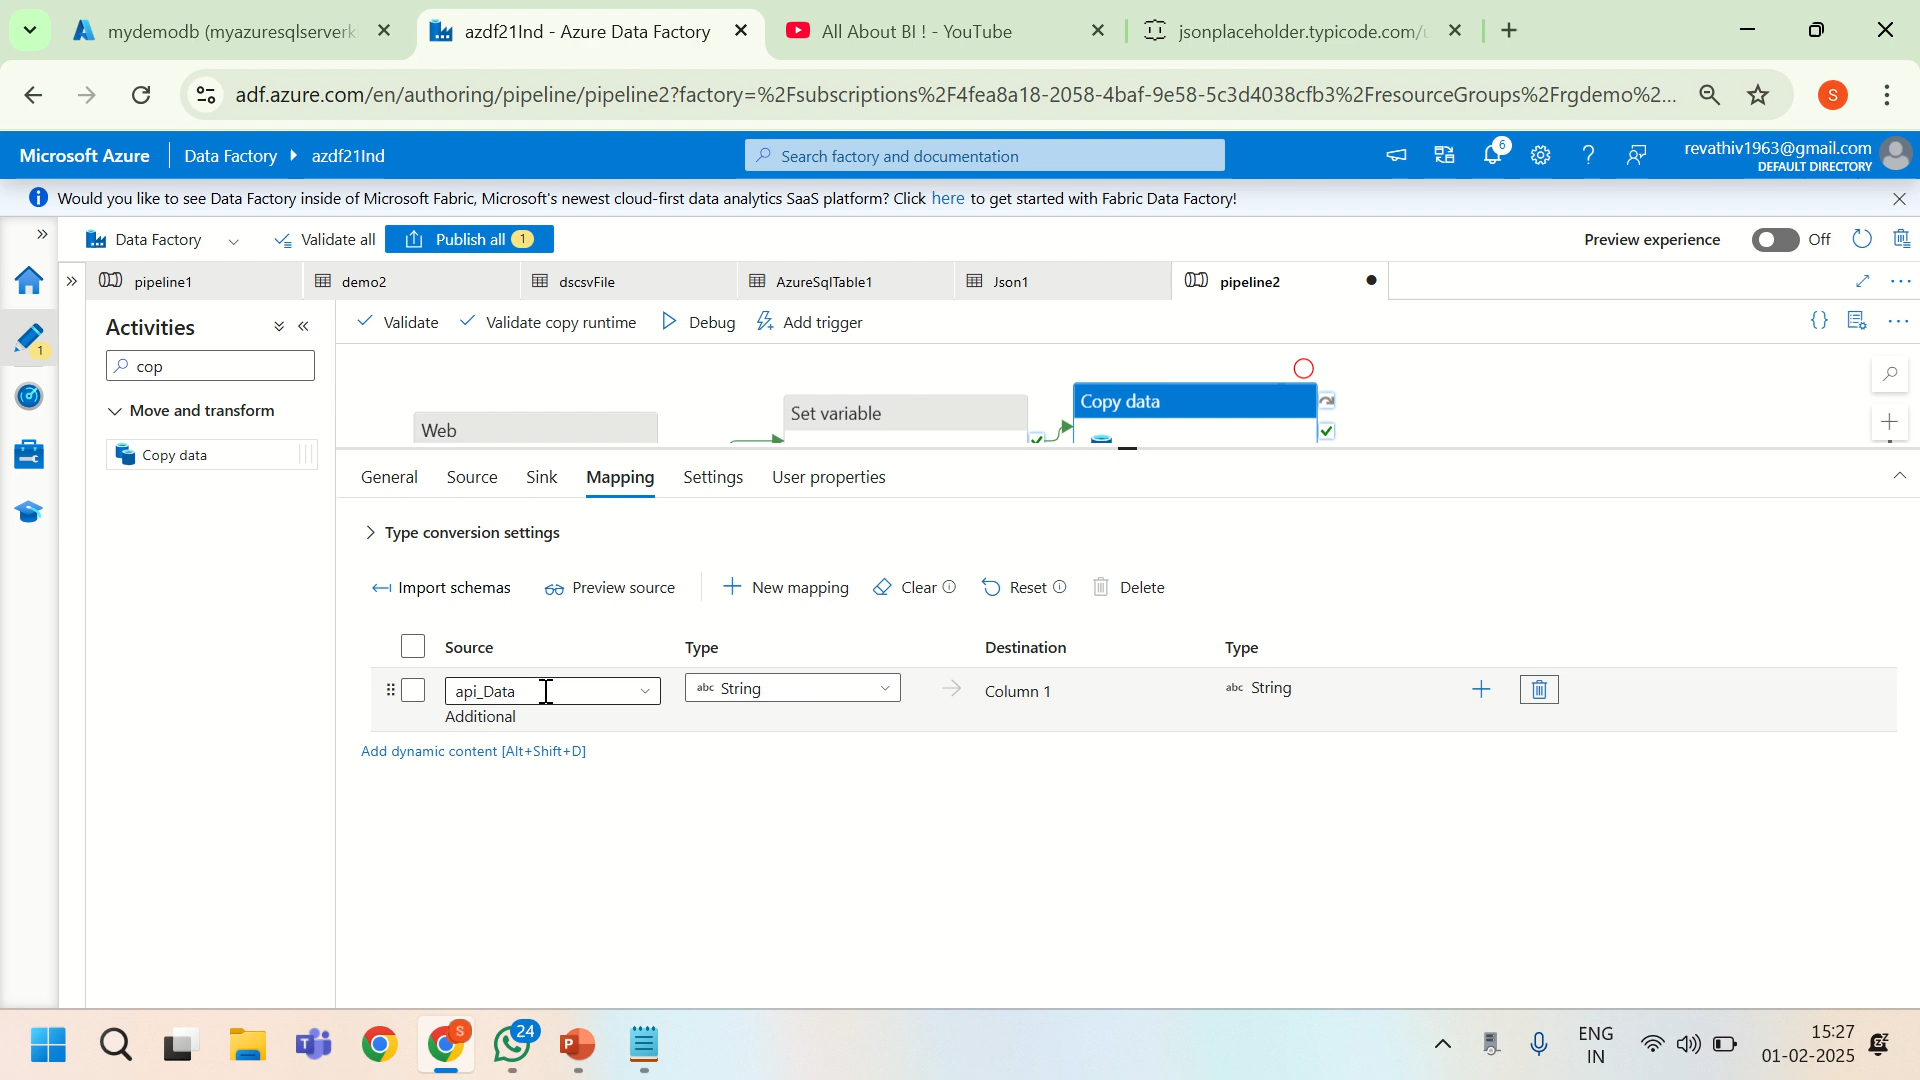 mydemodb (myazuresqlserverk
azdf21Ind - Azure Data Factory
All About BI ! - YouTube
jsonplaceholder.typicode.com/u
adf.azure.com/en/authoring/pipeline/pipeline2?factory=%2Fsubscriptions%2F4fea8a18-2058-4baf-9e58-5c3d4038cfb3%2FresourceGroups%2Frgdemo%2...
S
Microsoft Azure
Data Factory
azdf21Ind
Search factory and documentation
6
revathiv1963@gmail.com
DEFAULT DIRECTORY
Would you like to see Data Factory inside of Microsoft Fabric, Microsoft's newest cloud-first data analytics SaaS platform? Click here to get started with Fabric Data Factory!
Data Factory
Validate all
Publish all 1
Preview experience
Off
pipeline1
demo2
dscsvFile
AzureSqlTable1
Json1
pipeline2
1
Activities
cop
Move and transform
Copy data
Validate
Validate copy runtime
Debug
Add trigger
Web
Set variable
Copy data
General
Source
Sink
Mapping
Settings
User properties
Type conversion settings
Import schemas
Preview source
New mapping
Clear
Reset
Delete
Source
Type
Destination
Type
api_Data
abc String
Column 1
abc String
Additional
Add dynamic content [Alt+Shift+D]
S
24
ENG
IN
15:27
01-02-2025